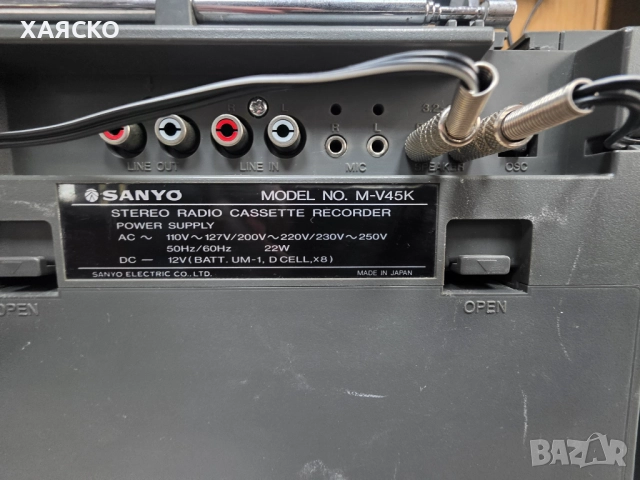 ХАЯСКО
R L
R L
LINE OUT LINE IN MIC OSC
SANYO MODEL NO. M-V45K
STEREO RADIO CASSETTE RECORDER
POWER SUPPLY
AC ~ 110V~127V/200V~220V/230V~250V
50Hz/60Hz 22W
DC ⎓ 12V(BATT. UM-1, D CELL,×8)
SANYO ELECTRIC CO., LTD. MADE IN JAPAN
OPEN OPEN
BAZAR
.bg